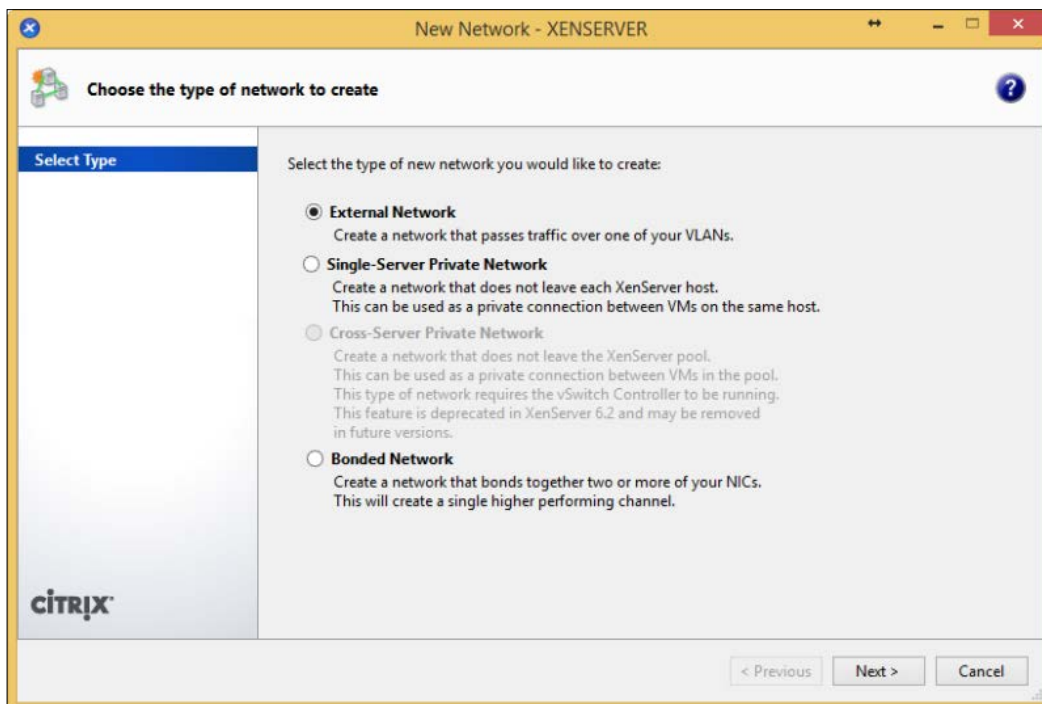 New Network - XENSERVER
Choose the type of network to create
Select Type
Select the type of new network you would like to create:
External Network
Create a network that passes traffic over one of your VLANs.
Single-Server Private Network
Create a network that does not leave each XenServer host.
This can be used as a private connection between VMs on the same host.
Cross-Server Private Network
Create a network that does not leave the XenServer pool.
This can be used as a private connection between VMs in the pool.
This type of network requires the vSwitch Controller to be running.
This feature is deprecated in XenServer 6.2 and may be removed
in future versions.
Bonded Network
Create a network that bonds together two or more of your NICs.
This will create a single higher performing channel.
CİTRIX
< Previous Next > Cancel